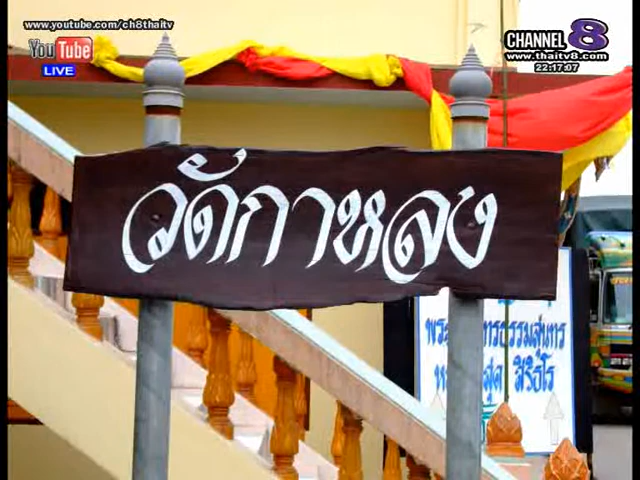 www.youtube.com/ch8thaitv
YouTube
LIVE
CHANNEL 8
www.thaitv8.com
22:17:07
วัดกาหลง